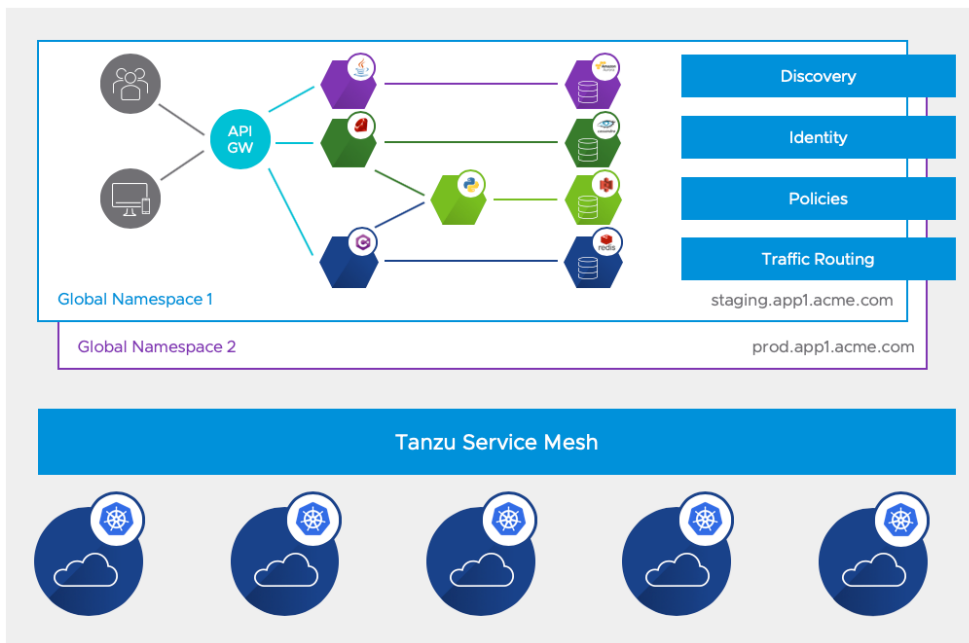 Discovery
API
GW
Identity
Policies
redis
Traffic Routing
Global Namespace 1
staging.app1.acme.com
Global Namespace 2
prod.app1.acme.com
Tanzu Service Mesh